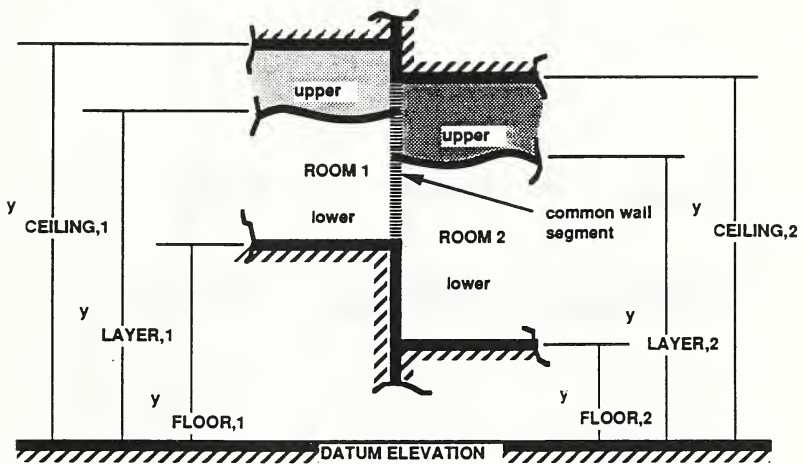 upper
upper
ROOM 1
y
y
CEILING,1
common wall
segment
CEILING,2
lower
ROOM 2
lower
y
LAYER,1
y
LAYER,2
y
FLOOR,1
y
FLOOR,2
DATUM ELEVATION